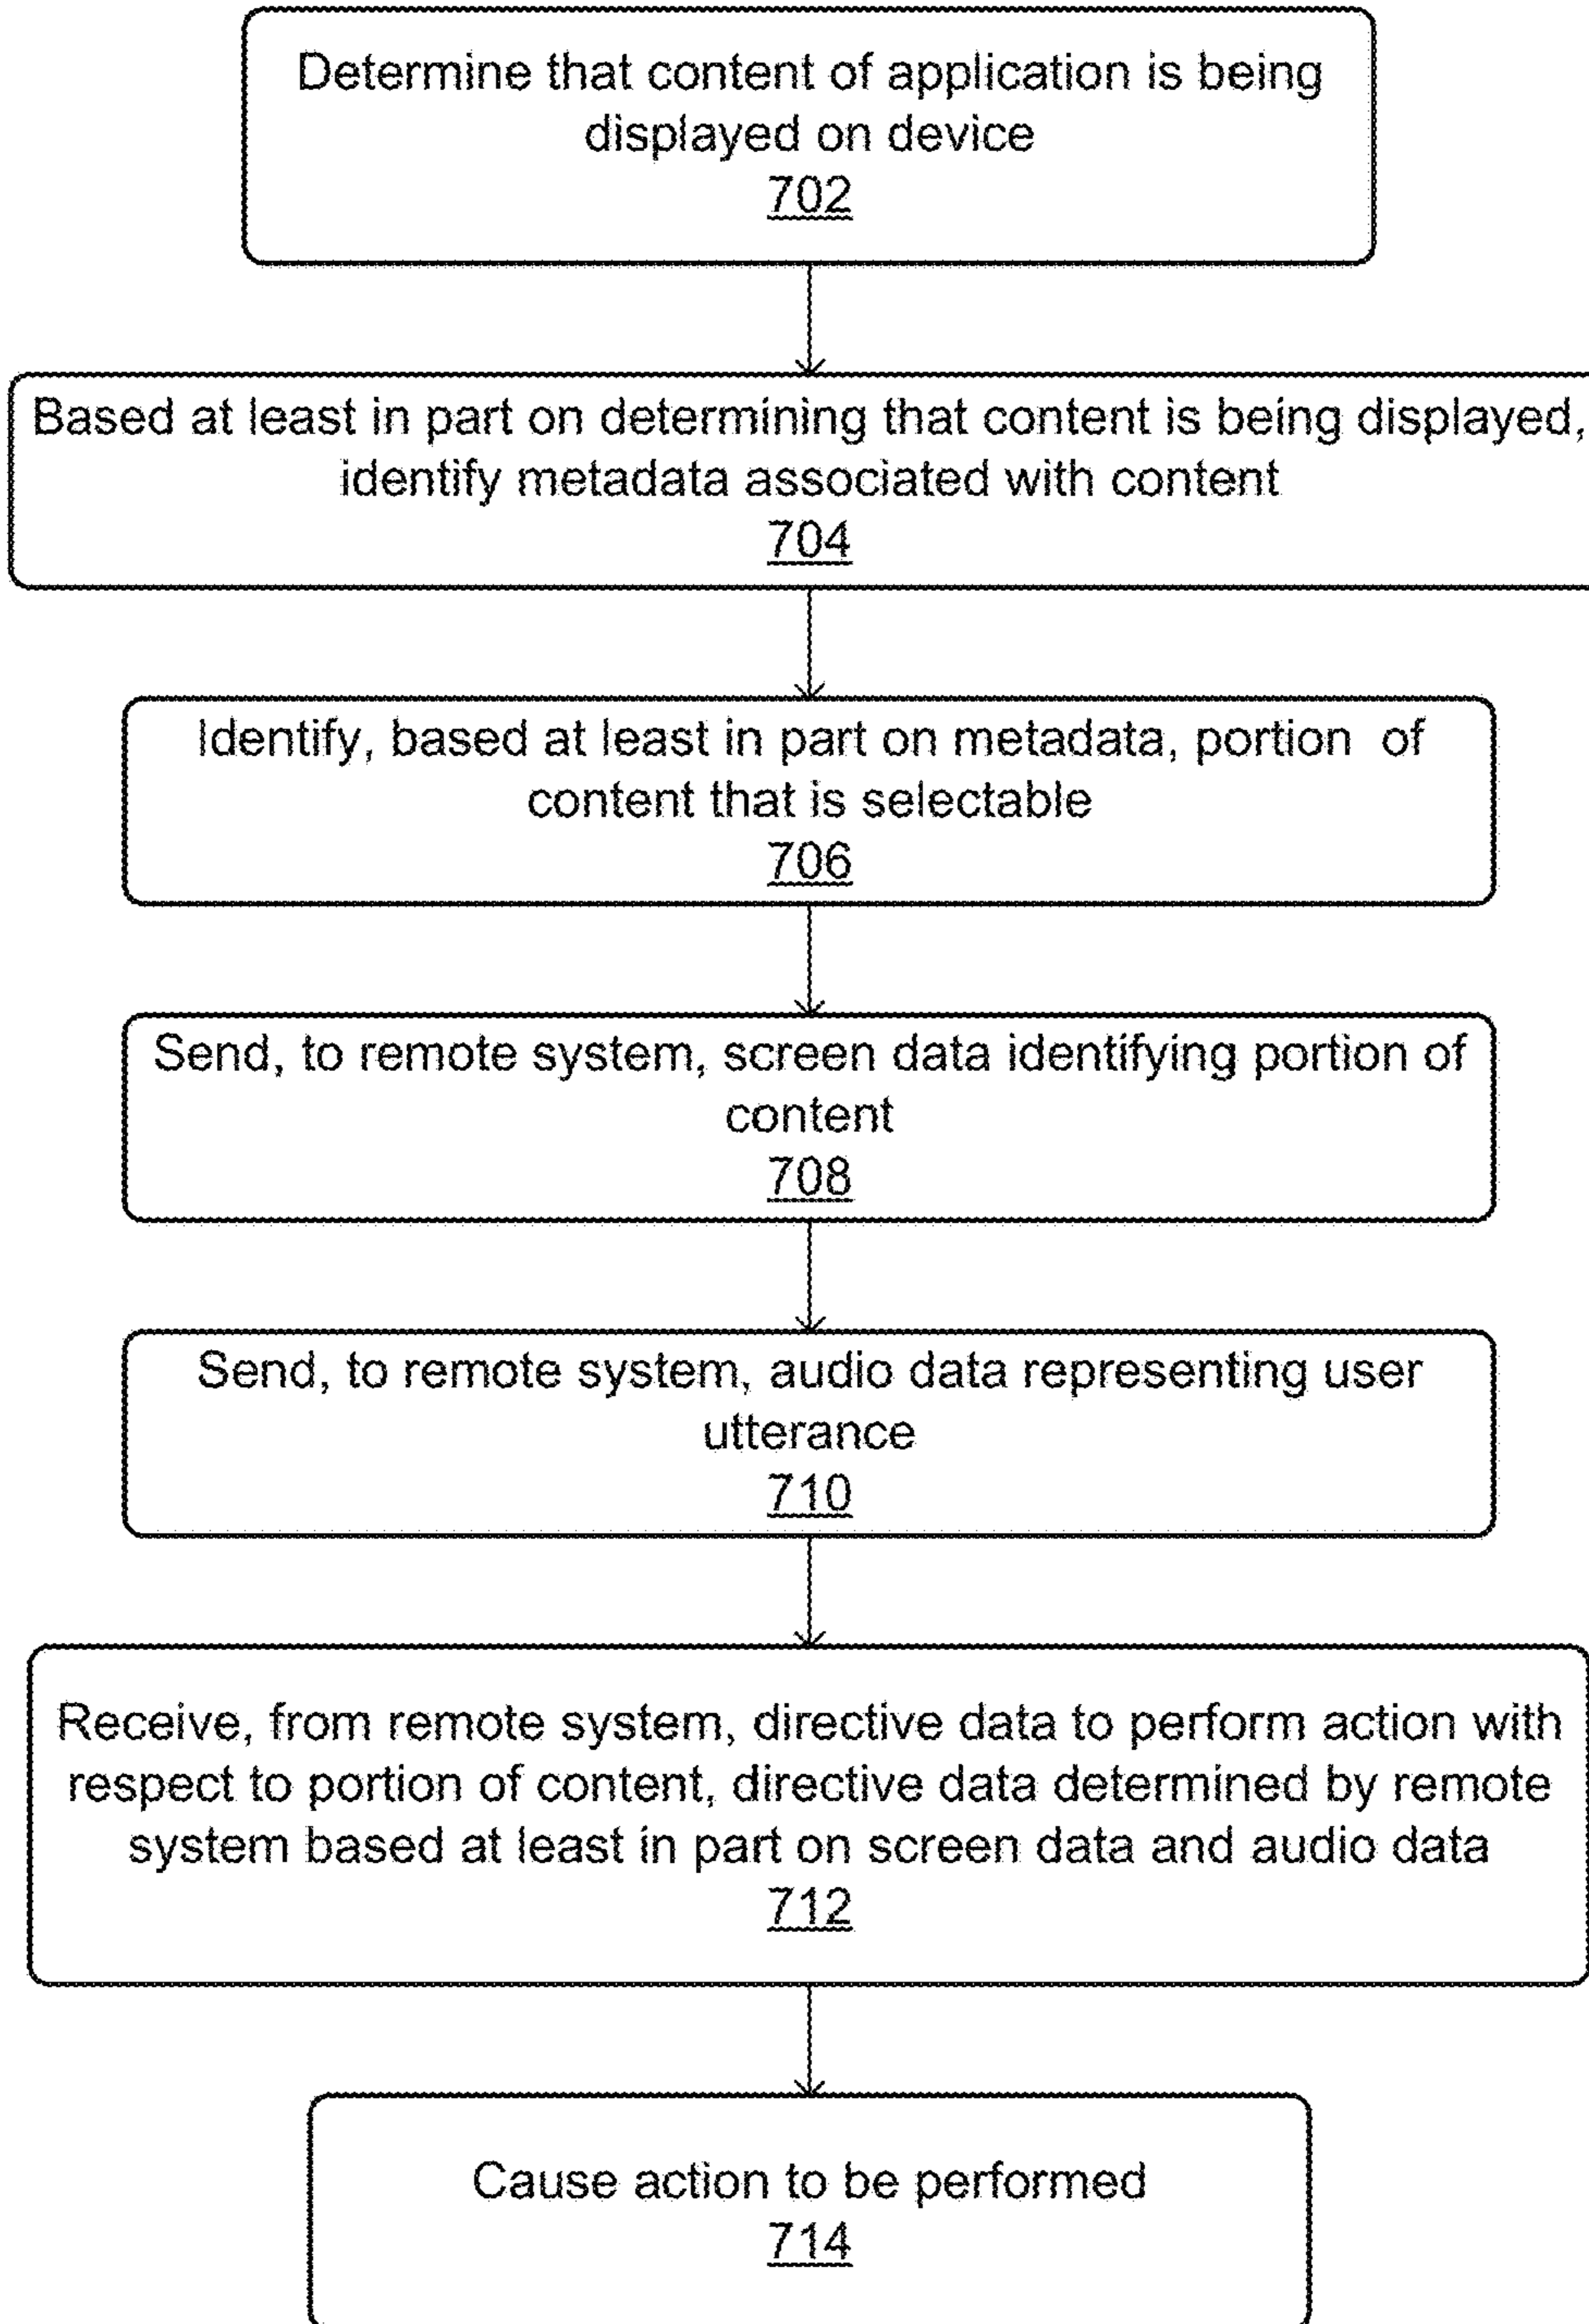 Determine that content of application is being
displayed on device
702
Based at least in part on determining that content is being displayed,
identify metadata associated with content
704
Identify, based at least in part on metadata, portion of
content that is selectable
706
Send, to remote system, screen data identifying portion of
content
708
Send, to remote system, audio data representing user
utterance
710
Receive, from remote system, directive data to perform action with
respect to portion of content, directive data determined by remote
system based at least in part on screen data and audio data
712
Cause action to be performed
714